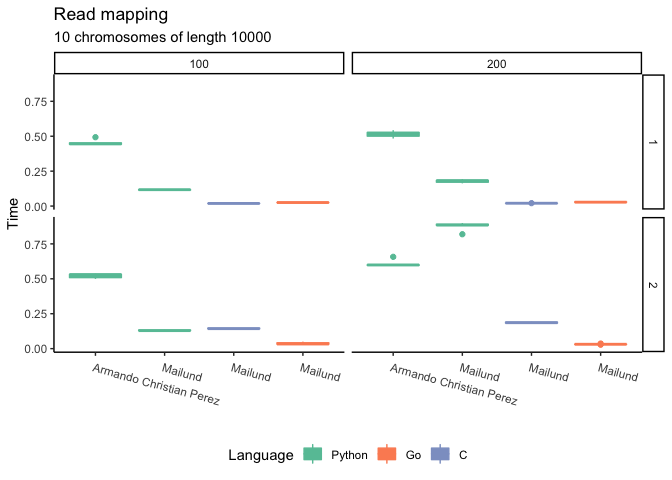 Read mapping
10 chromosomes of length 10000
100
200
0.75
0.50
0.25
0.00
1
Time
0.75
0.50
0.25
0.00
2
Armando Christian Perez
Mailund
Mailund
Mailund
Armando Christian Perez
Mailund
Mailund
Mailund
Language
Python
Go
C